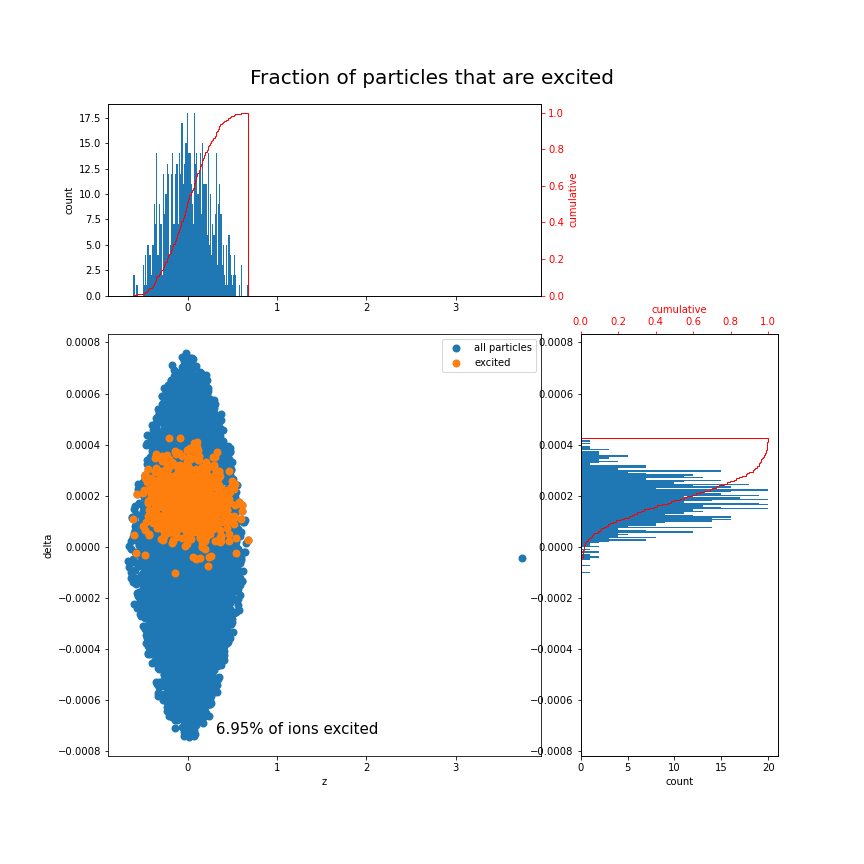 Fraction of particles that are excited
17.5
15.0
12.5
10.0
7.5
5.0
2.5
0.0
count
0 1 2 3
1.0
0.8
0.6
0.4
0.2
0.0
cumulative
cumulative
0.0 0.2 0.4 0.6 0.8 1.0
0.0008
0.0006
0.0004
0.0002
0.0000
−0.0002
−0.0004
−0.0006
−0.0008
delta
all particles
excited
6.95% of ions excited
0 1 2 3
z
0.0008
0.0006
0.0004
0.0002
0.0000
−0.0002
−0.0004
−0.0006
−0.0008
0 5 10 15 20
count